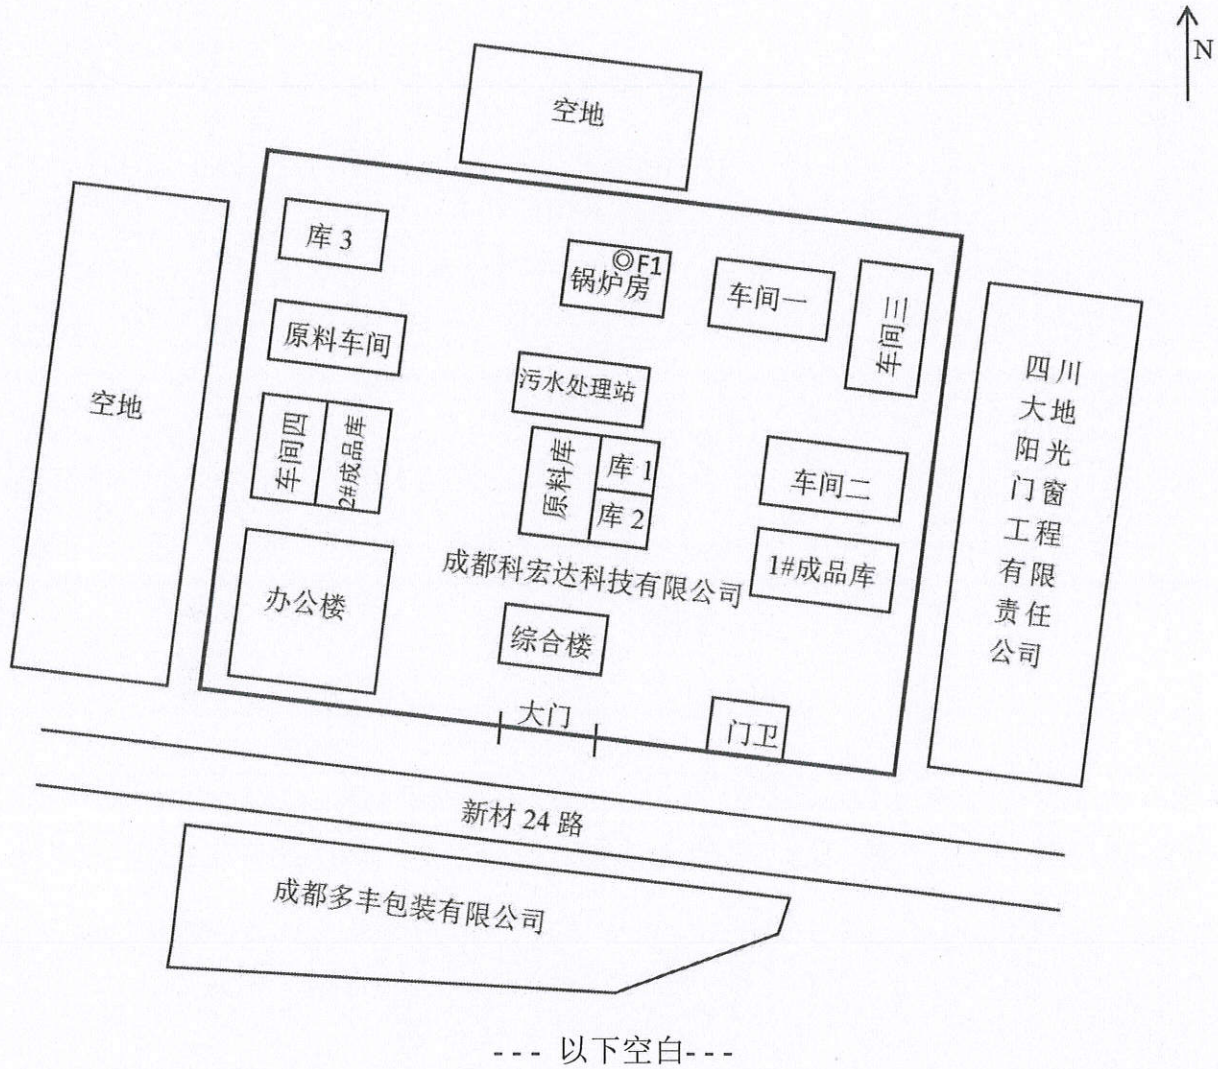 N
空地
库 3
◎F1
锅炉房
车间一
车间三
原料车间
污水处理站
四川
大地
阳光
门窗
工程
有限
责任
公司
空地
车间四
2#成品库
原料库
库 1
库 2
车间二
1#成品库
成都科宏达科技有限公司
办公楼
综合楼
大门
门卫
新材 24 路
成都多丰包装有限公司
--- 以下空白---